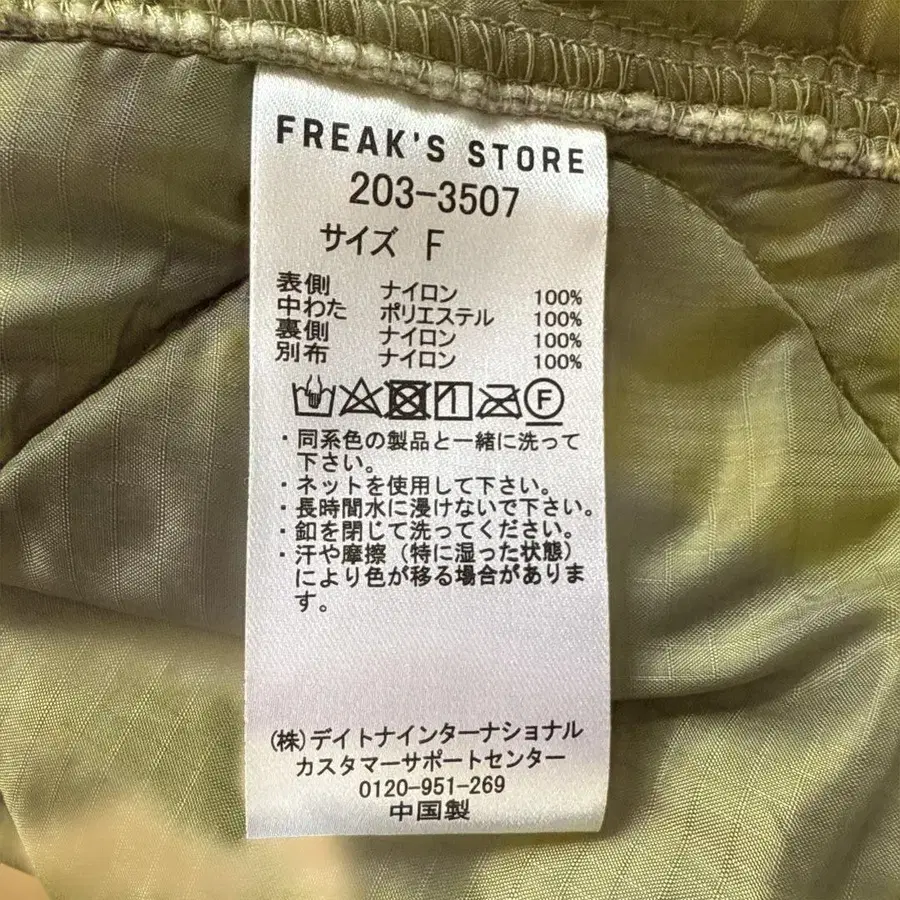 FREAK'S STORE
203-3507
サイズ F
表側 ナイロン 100%
中わた ポリエステル 100%
裏側 ナイロン 100%
別布 ナイロン 100%
F
・同系色の製品と一緒に洗って
下さい。
・ネットを使用して下さい。
・長時間水に浸けないで下さい。
・釦を閉じて洗ってください。
・汗や摩擦（特に湿った状態）
により色が移る場合がありま
す。
(株)デイトナインターナショナル
カスタマーサポートセンター
0120-951-269
中国製